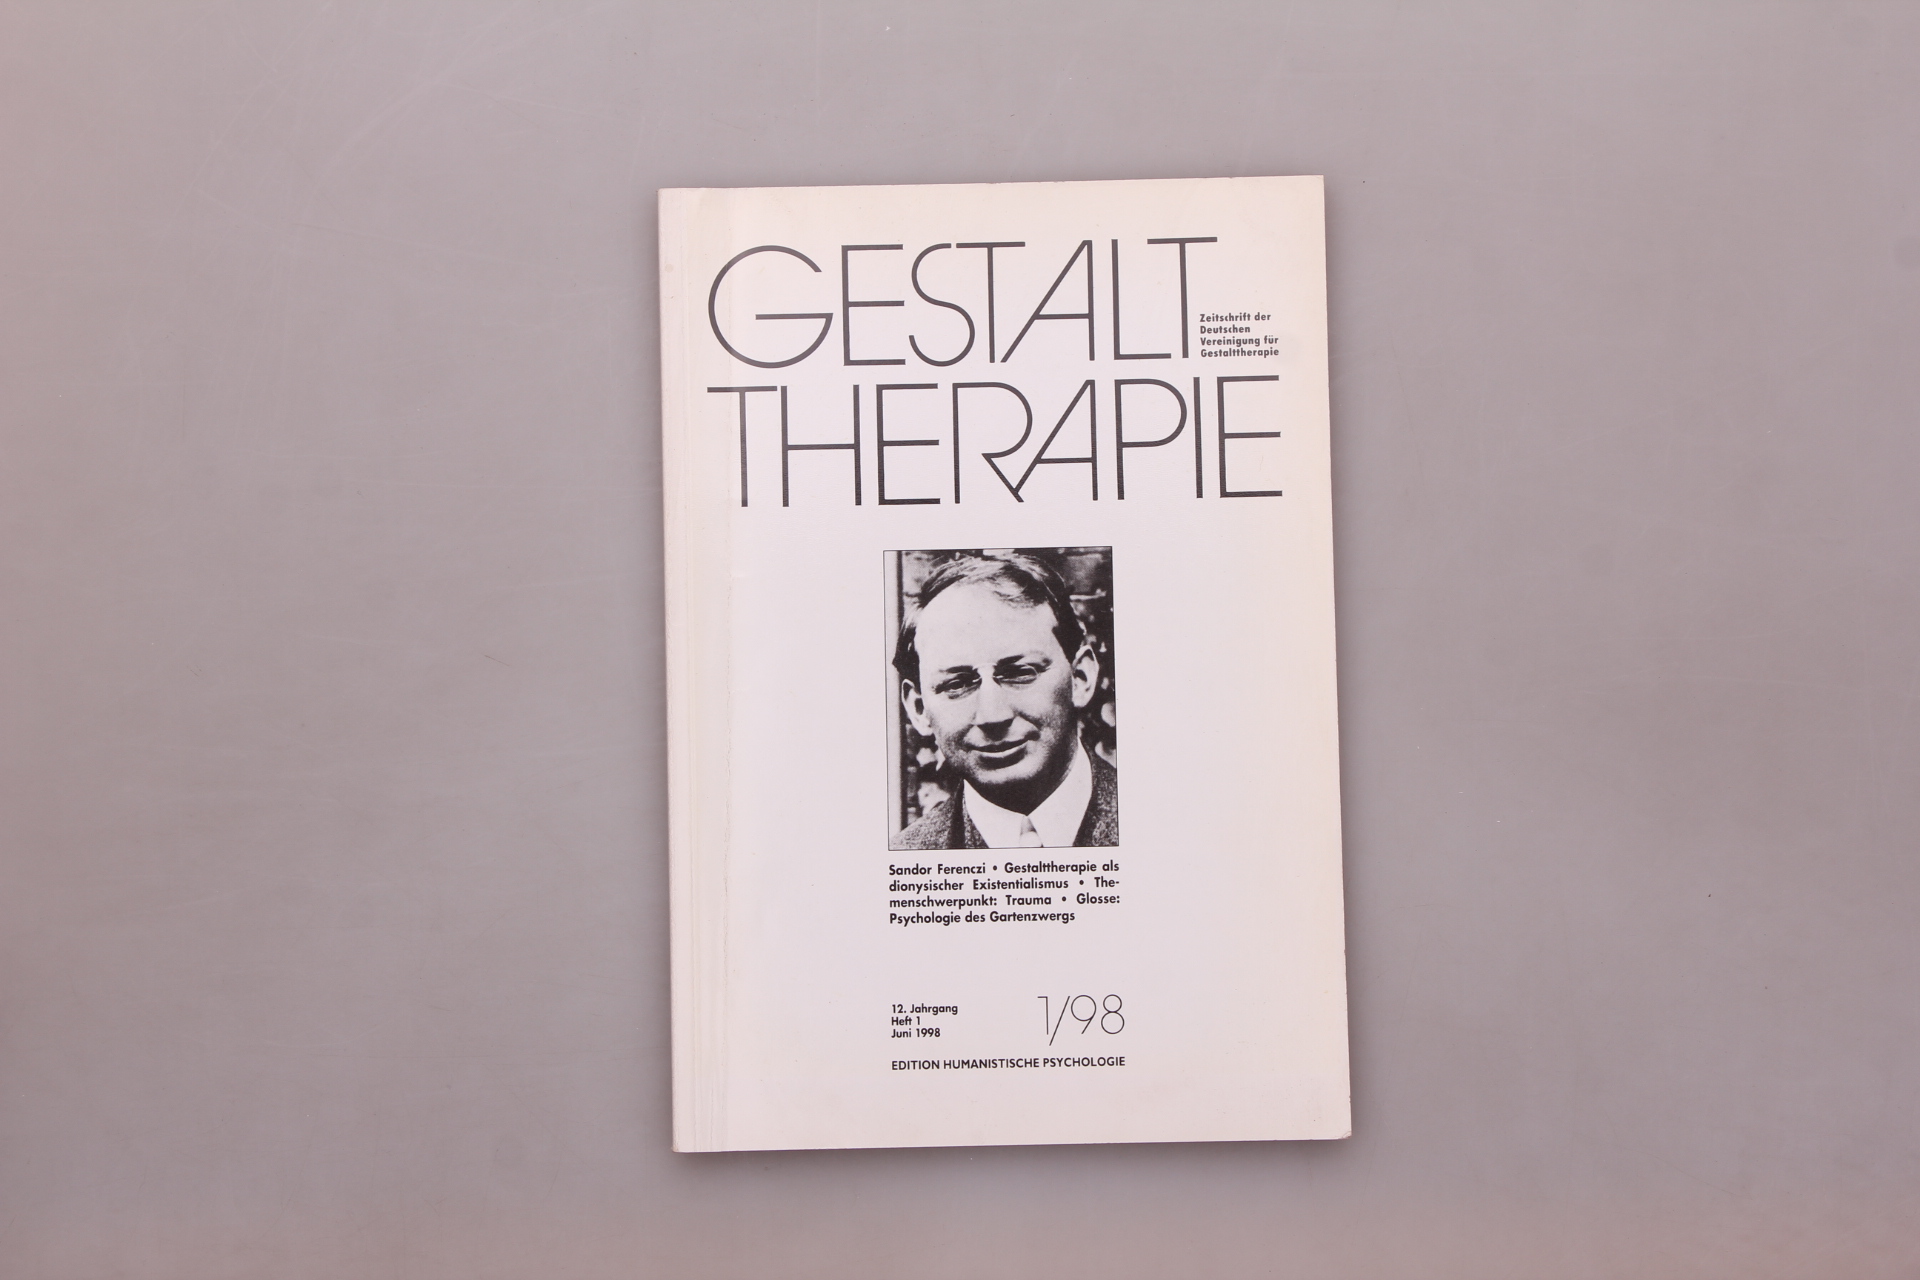 GESTALT
Zeitschrift der
Deutschen
Vereinigung für
Gestalttherapie
THERAPIE
Sandor Ferenczi • Gestalttherapie als
dionysischer Existentialismus • The-
menschwerpunkt: Trauma • Glosse:
Psychologie des Gartenzwergs
12. Jahrgang
Heft 1
Juni 1998
1/98
EDITION HUMANISTISCHE PSYCHOLOGIE